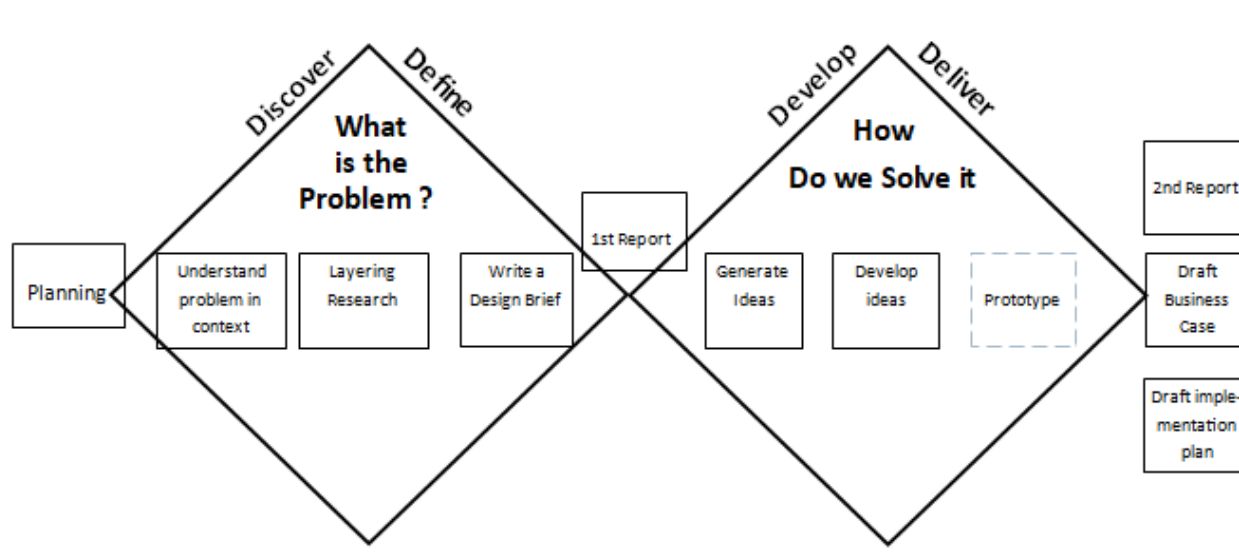 Discover
Define
What
is the
Problem ?
Develop
Deliver
How
Do we Solve it
Planning
Understand
problem in
context
Layering
Research
Write a
Design Brief
1st Report
Generate
Ideas
Develop
ideas
Prototype
2nd Report
Draft
Business
Case
Draft imple-
mentation
plan